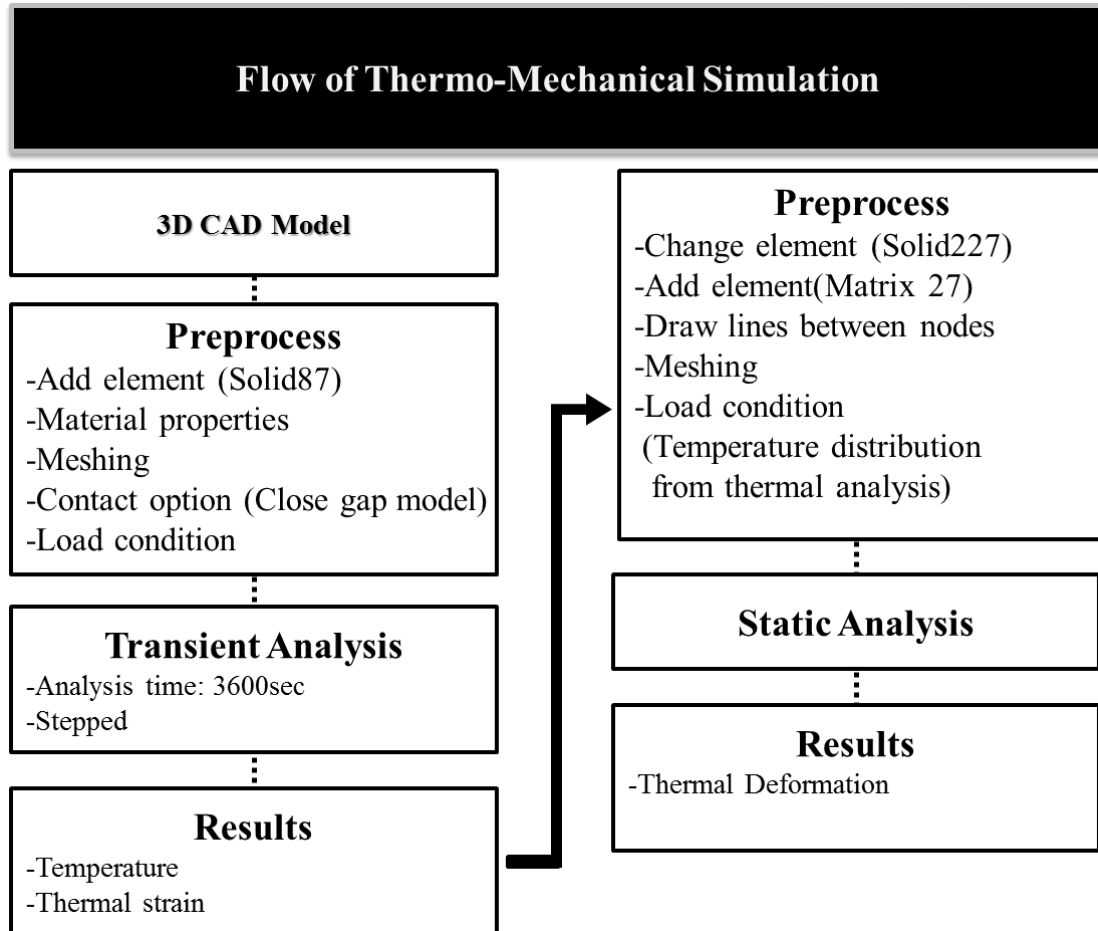 Flow of Thermo-Mechanical Simulation
3D CAD Model
Preprocess
-Add element (Solid87)
-Material properties
-Meshing
-Contact option (Close gap model)
-Load condition
Transient Analysis
-Analysis time: 3600sec
-Stepped
Results
-Temperature
-Thermal strain
Preprocess
-Change element (Solid227)
-Add element(Matrix 27)
-Draw lines between nodes
-Meshing
-Load condition
(Temperature distribution
from thermal analysis)
Static Analysis
Results
-Thermal Deformation